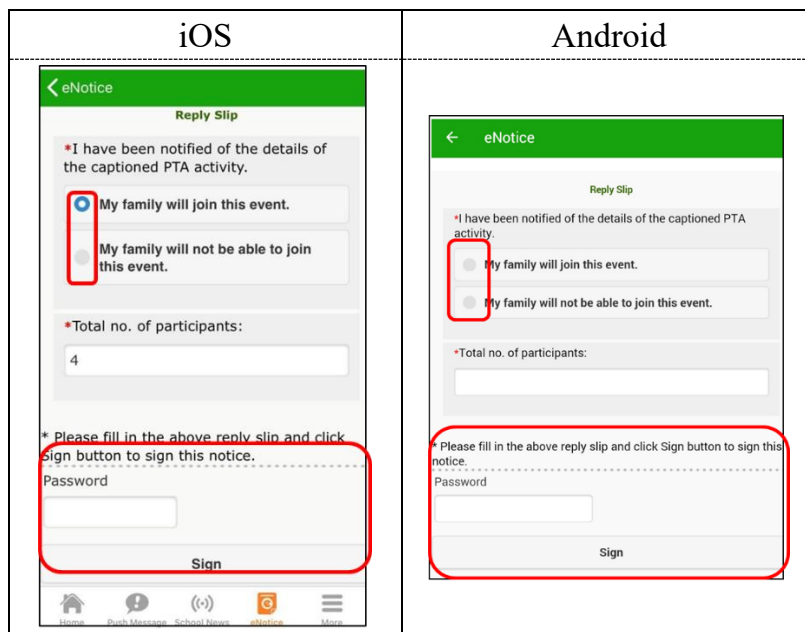 iOS
eNotice
Reply Slip
*I have been notified of the details of
the captioned PTA activity.
My family will join this event.
My family will not be able to join
this event.
*Total no. of participants:
4
* Please fill in the above reply slip and click
Sign button to sign this notice.
Password
Sign
Home Push Message School News eNotice More
Android
eNotice
Reply Slip
*I have been notified of the details of the captioned PTA
activity.
My family will join this event.
My family will not be able to join this event.
*Total no. of participants:
* Please fill in the above reply slip and click Sign button to sign this
notice.
Password
Sign